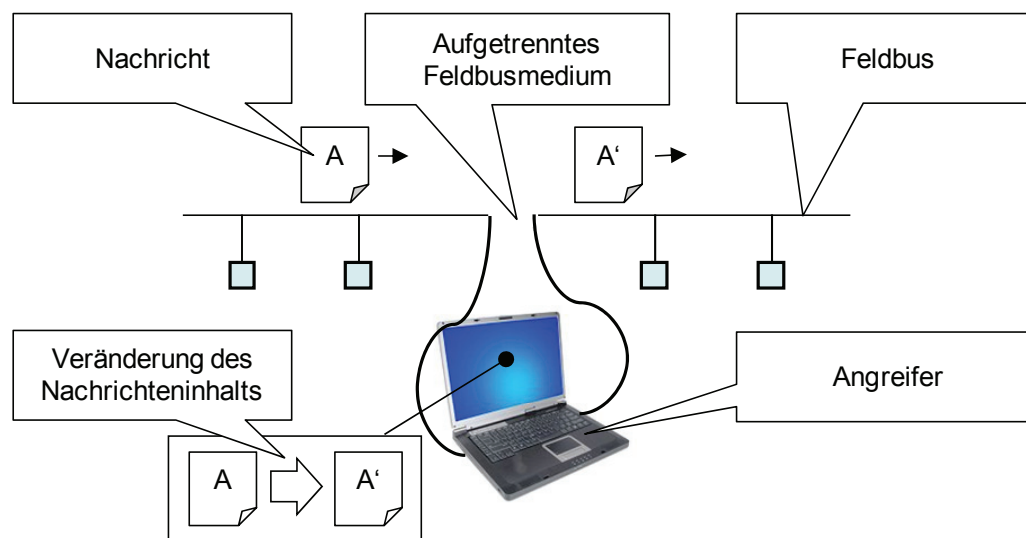 Nachricht
Aufgetrenntes
Feldbusmedium
Feldbus
A
A‘
Veränderung des
Nachrichteninhalts
Angreifer
A
A‘